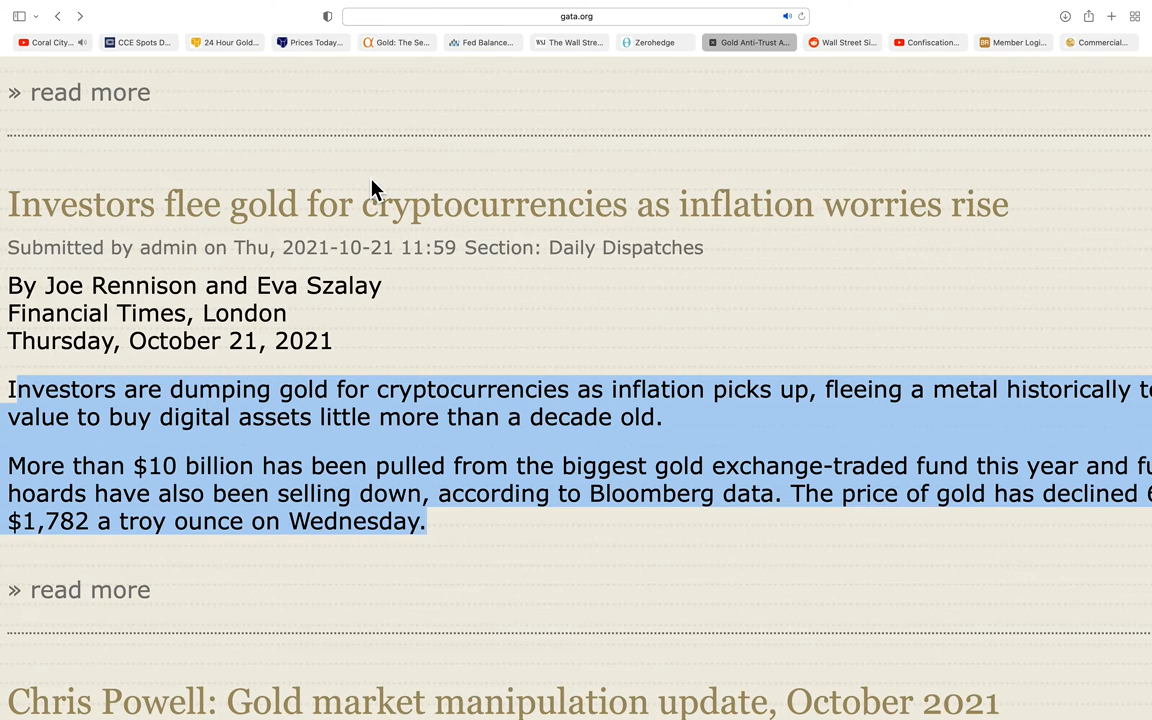 gata.org
Coral City...
CCE Spots D...
24 Hour Gold...
Prices Today...
Gold: The Se...
Fed Balance...
WSJ The Wall Stre...
Zerohedge
Gold Anti-Trust A...
Wall Street Si...
Confiscation...
BR Member Logi...
Commercial...
» read more
Investors flee gold for cryptocurrencies as inflation worries rise
Submitted by admin on Thu, 2021-10-21 11:59 Section: Daily Dispatches
By Joe Rennison and Eva Szalay
Financial Times, London
Thursday, October 21, 2021
Investors are dumping gold for cryptocurrencies as inflation picks up, fleeing a metal historically
value to buy digital assets little more than a decade old.
More than $10 billion has been pulled from the biggest gold exchange-traded fund this year and
hoards have also been selling down, according to Bloomberg data. The price of gold has declined
$1,782 a troy ounce on Wednesday.
» read more
Chris Powell: Gold market manipulation update, October 2021